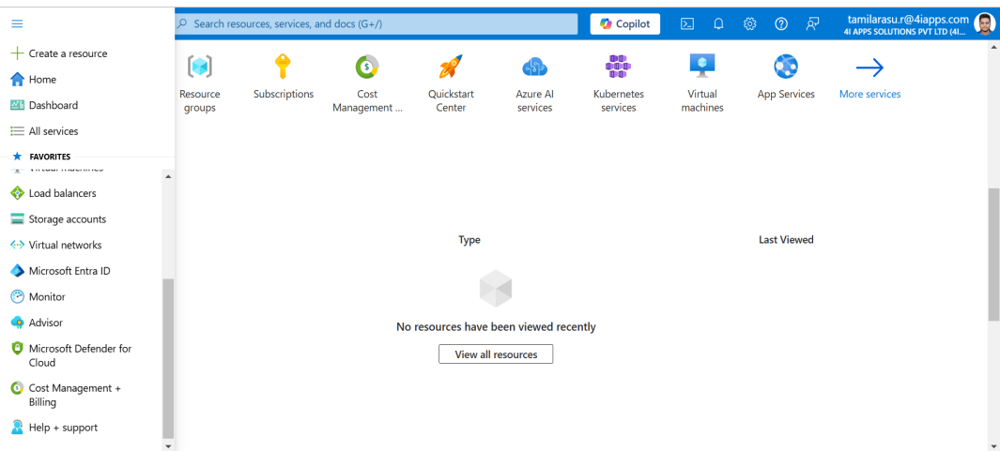 Search resources, services, and docs (G+/)
Copilot
tamilarasu.r@4iapps.com
4I APPS SOLUTIONS PVT LTD (4I...
Create a resource
Home
Dashboard
All services
FAVORITES
Virtual machines
Load balancers
Storage accounts
Virtual networks
Microsoft Entra ID
Monitor
Advisor
Microsoft Defender for
Cloud
Cost Management +
Billing
Help + support
Resource
groups
Subscriptions
Cost
Management ...
Quickstart
Center
Azure AI
services
Kubernetes
services
Virtual
machines
App Services
More services
Type
Last Viewed
No resources have been viewed recently
View all resources